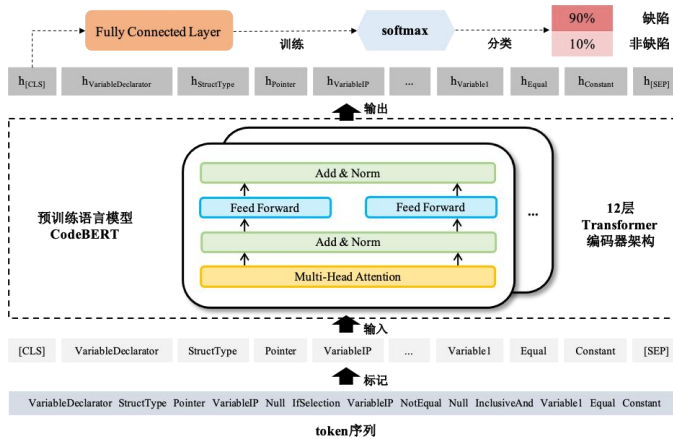 Fully Connected Layer 训练 softmax 分类 90% 缺陷
10% 非缺陷
h[CLS] hVariableDeclarator hStructType hPointer hVariableIP ... hVariable1 hEqual hConstant h[SEP]
输出
Add & Norm
Feed Forward Feed Forward
Add & Norm
Multi-Head Attention
...
预训练语言模型
CodeBERT
12层
Transformer
编码器架构
输入
[CLS] VariableDeclarator StructType Pointer VariableIP ... Variable1 Equal Constant [SEP]
标记
VariableDeclarator StructType Pointer VariableIP Null IfSelection VariableIP NotEqual Null InclusiveAnd Variable1 Equal Constant
token序列